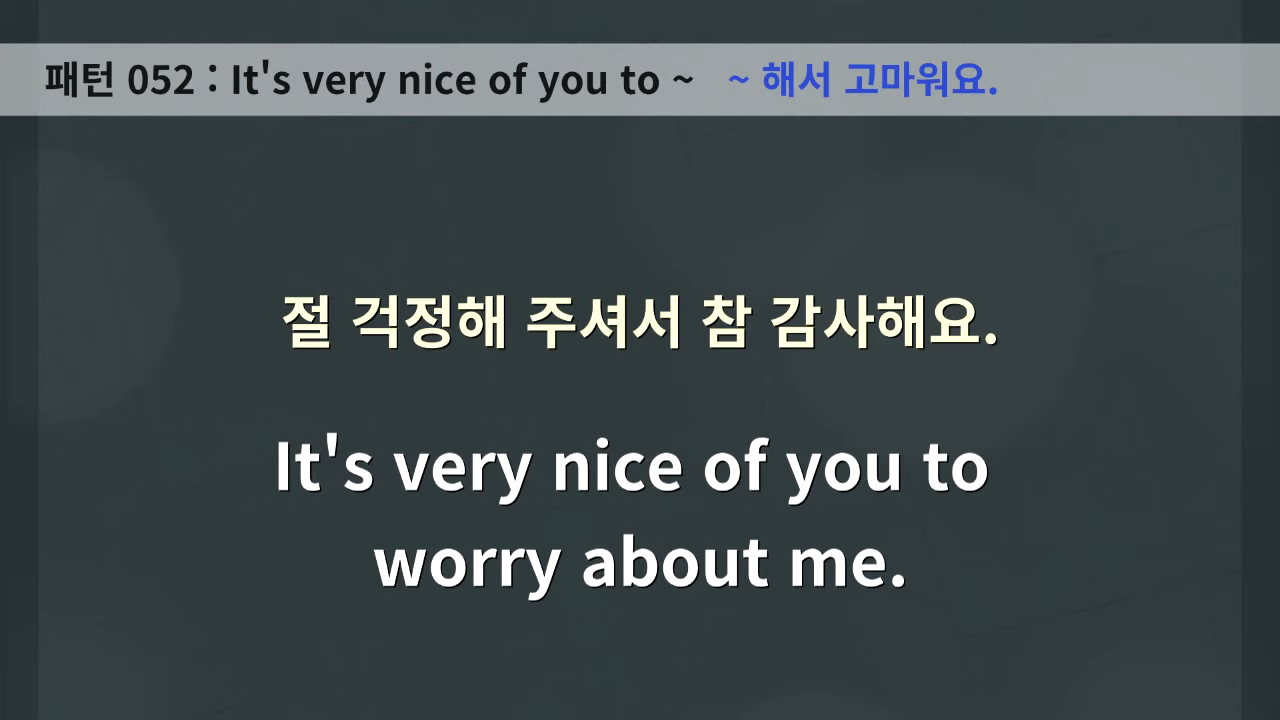 패턴 052 : It's very nice of you to ~ ~ 해서 고마워요.
절 걱정해 주셔서 참 감사해요.
It's very nice of you to
worry about me.